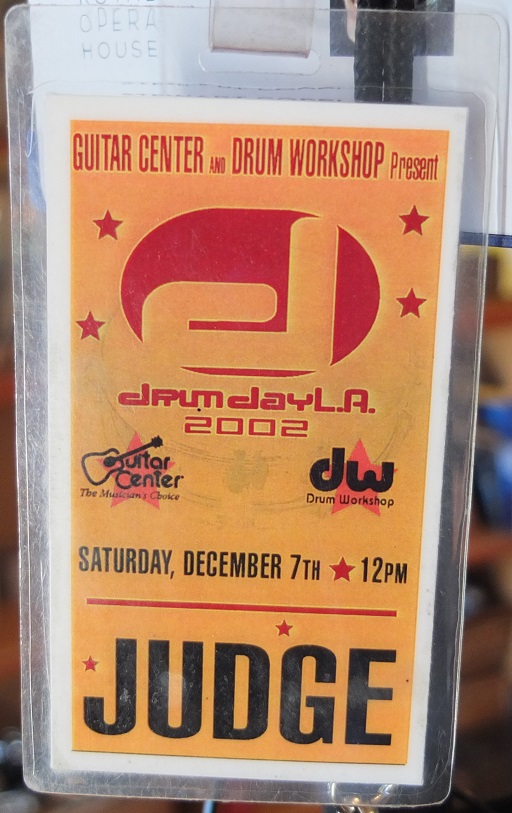 OPERA
HOUSE
GUITAR CENTER AND DRUM WORKSHOP Present
drumdayL.A.
2002
Guitar Center
The Musician's Choice
dw
Drum Workshop
SATURDAY, DECEMBER 7TH ★ 12PM
JUDGE